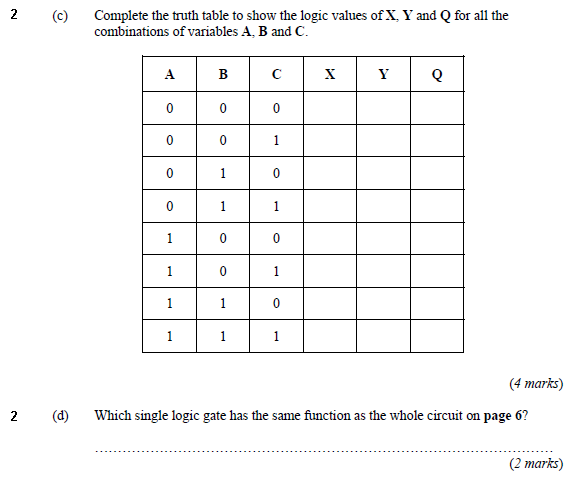 2 (c) Complete the truth table to show the logic values of X, Y and Q for all the
combinations of variables A, B and C.
A B C X Y Q
0 0 0
0 0 1
0 1 0
0 1 1
1 0 0
1 0 1
1 1 0
1 1 1
(4 marks)
2 (d) Which single logic gate has the same function as the whole circuit on page 6?
(2 marks)